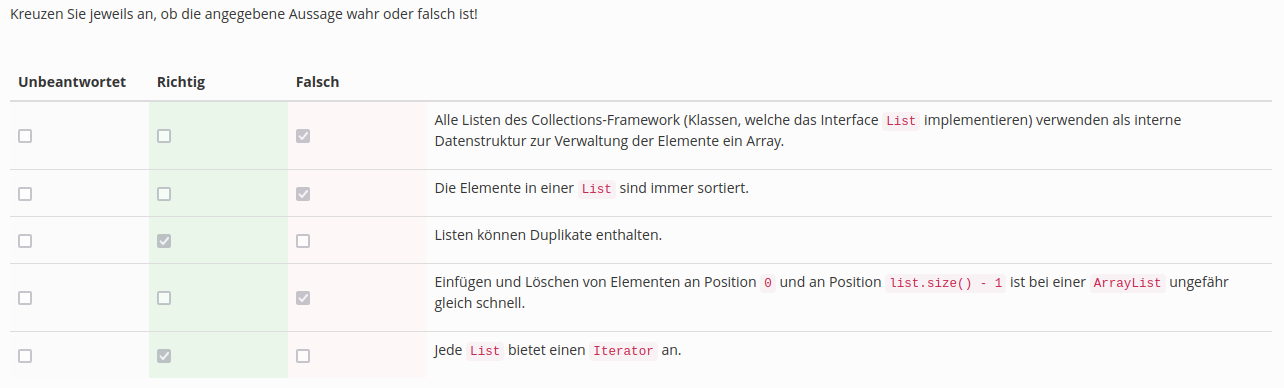 Kreuzen Sie jeweils an, ob die angegebene Aussage wahr oder falsch ist!
Unbeantwortet Richtig Falsch
Alle Listen des Collections-Framework (Klassen, welche das Interface List implementieren) verwenden als interne
Datenstruktur zur Verwaltung der Elemente ein Array.
Die Elemente in einer List sind immer sortiert.
Listen können Duplikate enthalten.
Einfügen und Löschen von Elementen an Position 0 und an Position list.size() - 1 ist bei einer ArrayList ungefähr
gleich schnell.
Jede List bietet einen Iterator an.